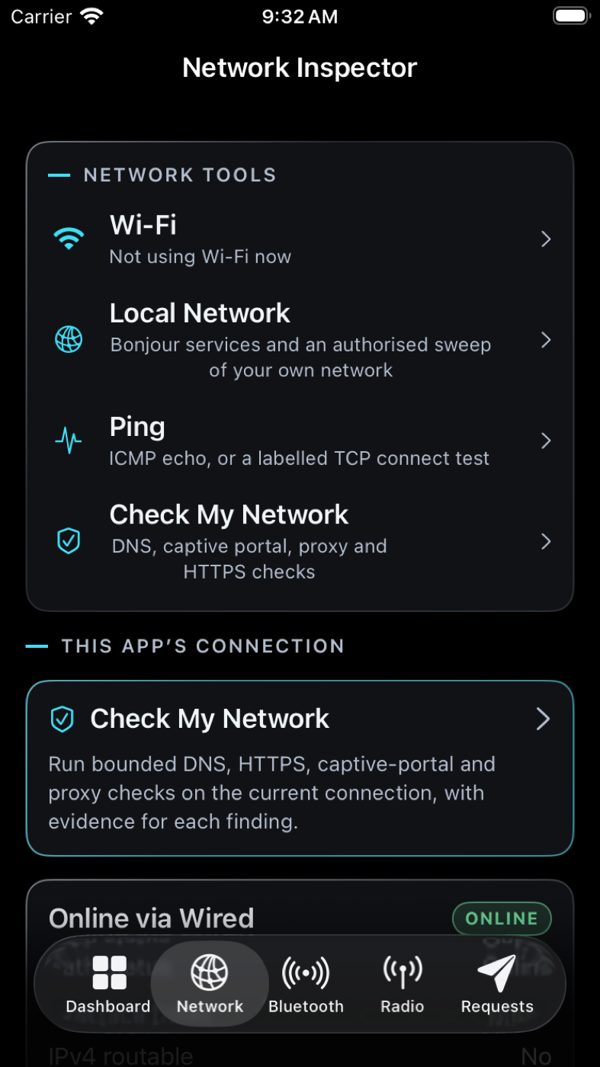 Carrier 9:32 AM
Network Inspector
NETWORK TOOLS
Wi-Fi
Not using Wi-Fi now
Local Network
Bonjour services and an authorised sweep
of your own network
Ping
ICMP echo, or a labelled TCP connect test
Check My Network
DNS, captive portal, proxy and
HTTPS checks
THIS APP’S CONNECTION
Check My Network
Run bounded DNS, HTTPS, captive-portal and
proxy checks on the current connection, with
evidence for each finding.
Online via Wired ONLINE
Dashboard Network Bluetooth Radio Requests
IPv4 routable No